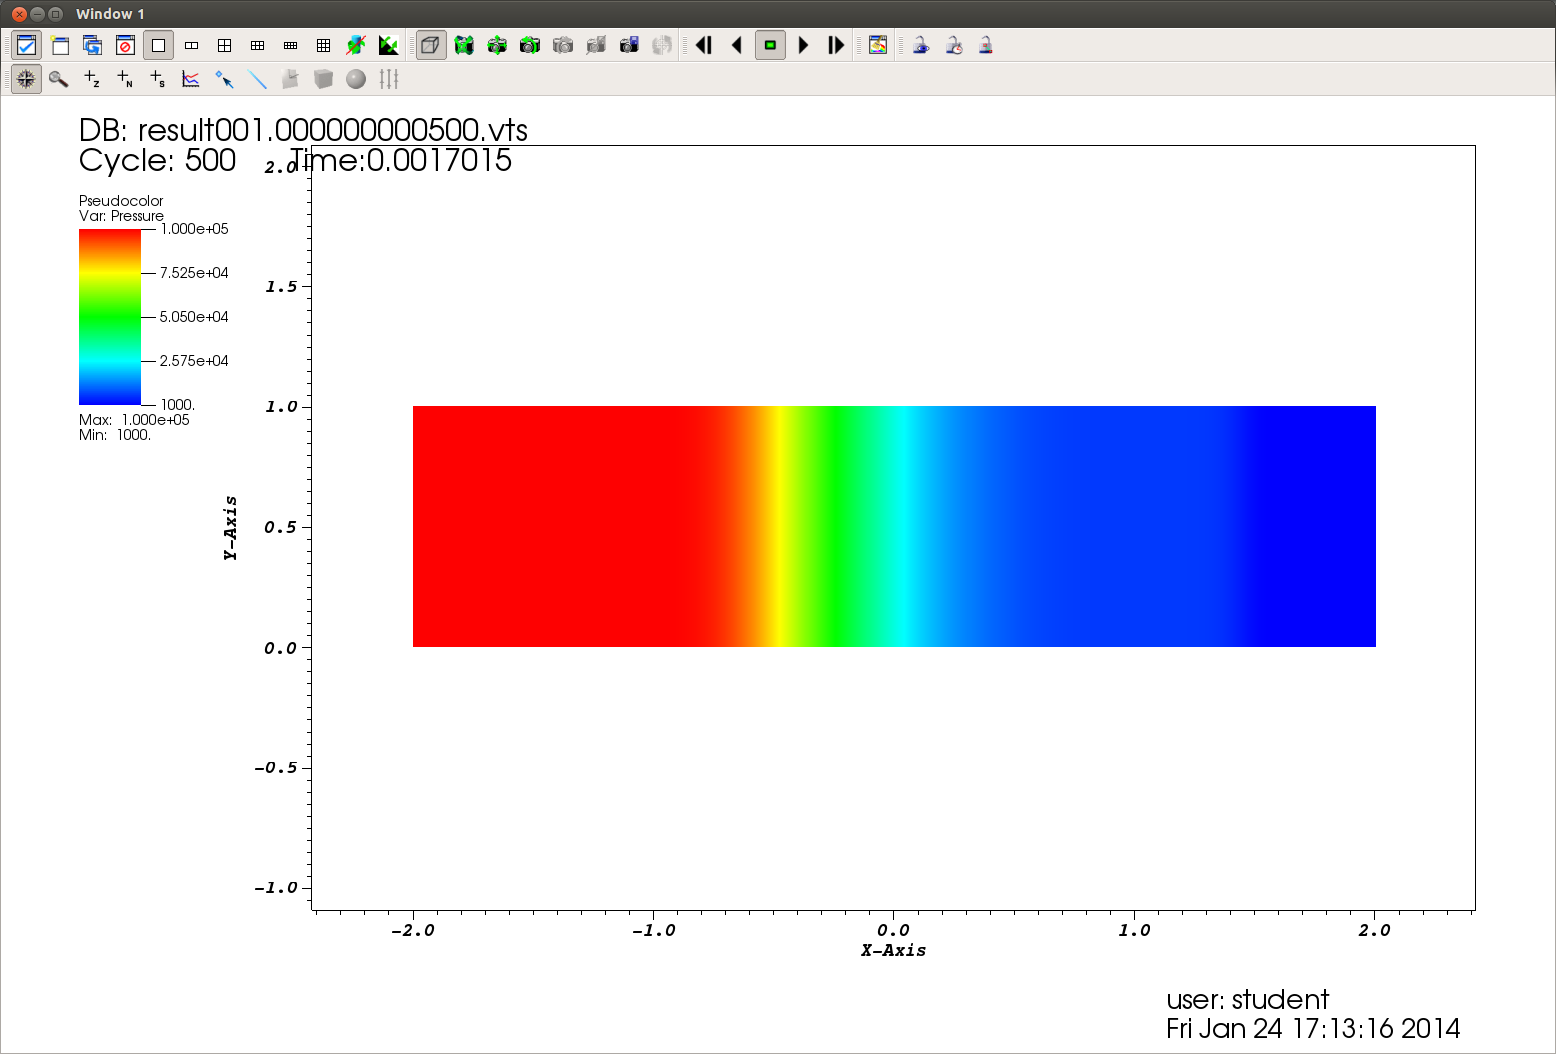 Window 1
DB: result001.000000000500.vts
Cycle: 500 Time:0.0017015
Pseudocolor
Var: Pressure
1.000e+05
7.525e+04
5.050e+04
2.575e+04
1000.
Max: 1.000e+05
Min: 1000.
2.0
1.5
1.0
0.5
0.0
-0.5
-1.0
Y-Axis
-2.0 -1.0 0.0 1.0 2.0
X-Axis
user: student
Fri Jan 24 17:13:16 2014